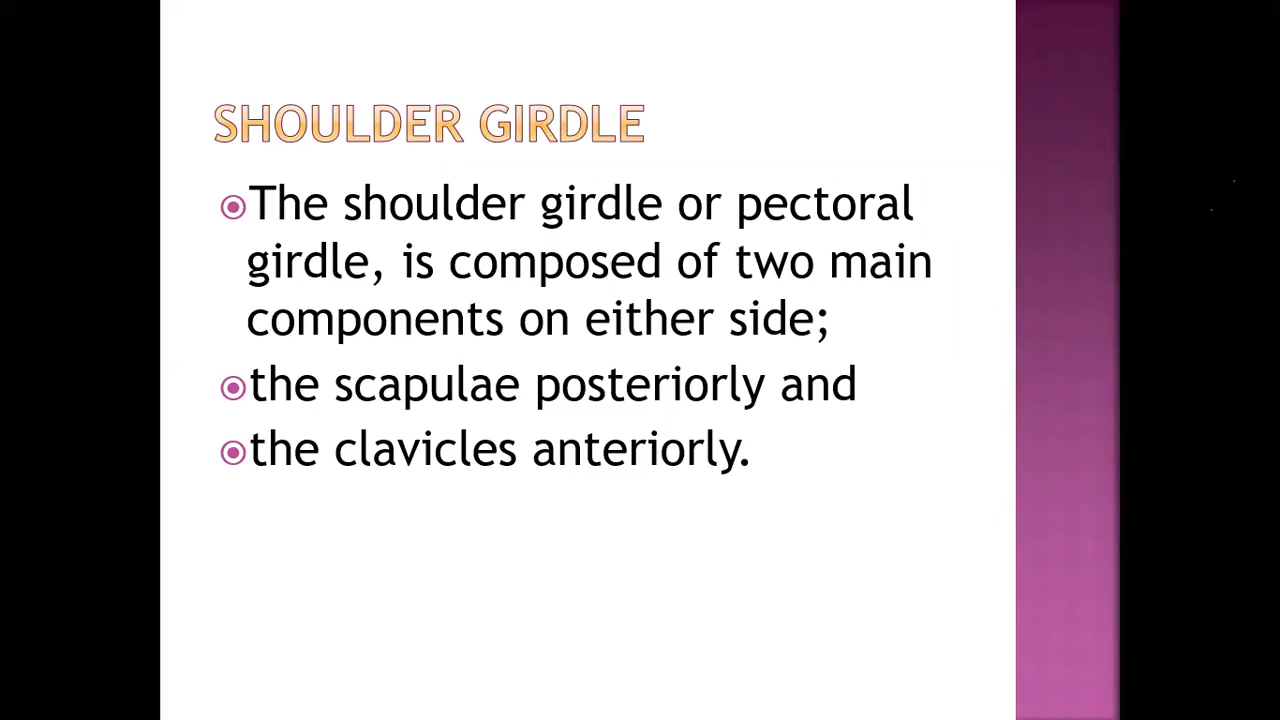 SHOULDER GIRDLE
The shoulder girdle or pectoral
girdle, is composed of two main
components on either side;
the scapulae posteriorly and
the clavicles anteriorly.